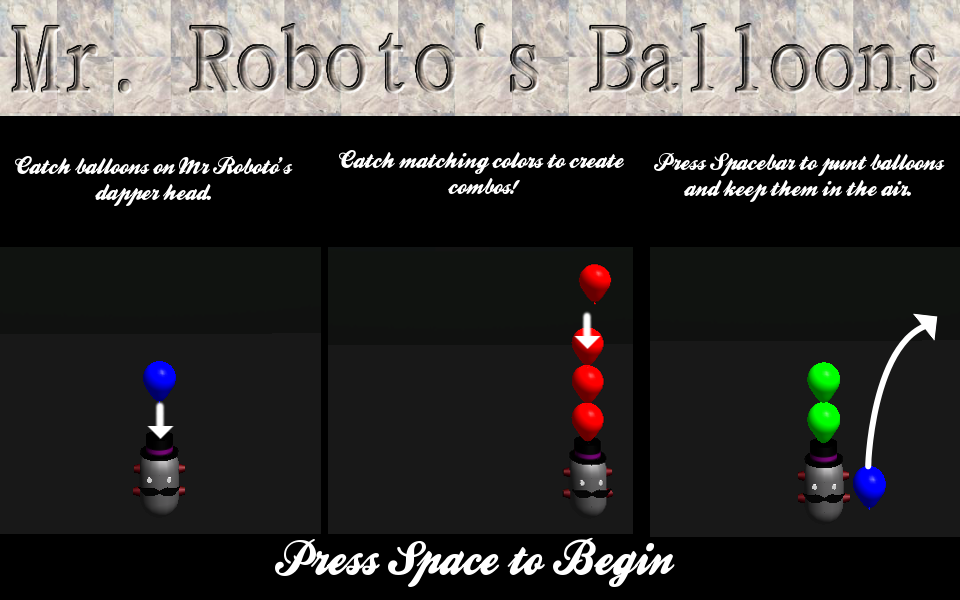 Mr. Roboto's Balloons
Catch balloons on Mr Roboto's
dapper head.
Catch matching colors to create
combos!
Press Spacebar to punt balloons
and keep them in the air.
Press Space to Begin